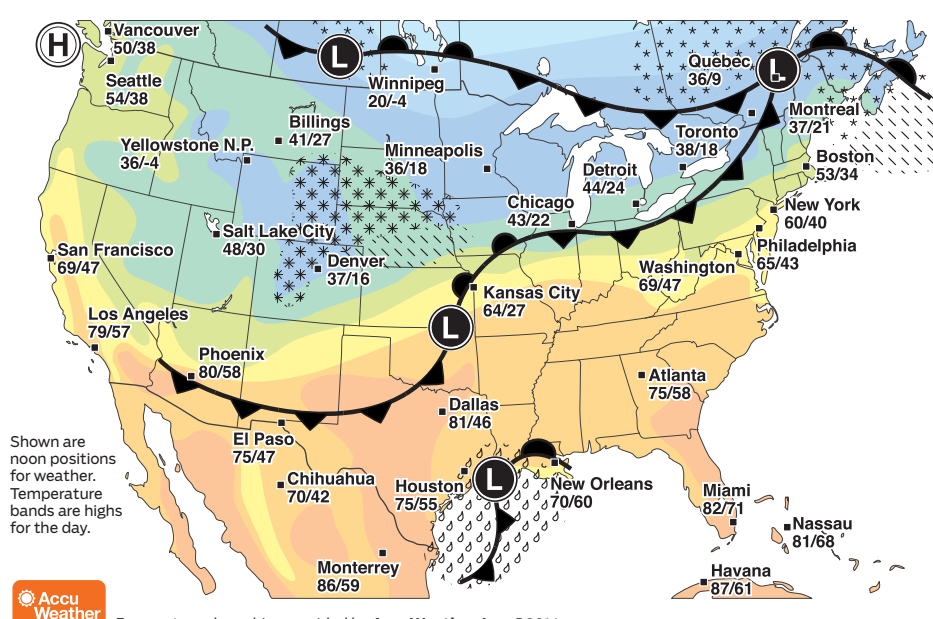 H
Vancouver
50/38
Seattle
54/38
L
Winnipeg
20/-4
Quebec
36/9
L
Montreal
37/21
Billings
41/27
Yellowstone N.P.
36/-4
Minneapolis
36/18
Toronto
38/18
Detroit
44/24
Boston
53/34
Chicago
43/22
New York
60/40
Salt Lake City
48/30
San Francisco
69/47
Denver
37/16
Philadelphia
65/43
Washington
69/47
Kansas City
64/27
Los Angeles
79/57
L
Phoenix
80/58
Atlanta
75/58
Dallas
81/46
El Paso
75/47
Shown are
noon positions
for weather.
Temperature
bands are highs
for the day.
Chihuahua
70/42
Houston
75/55
L
New Orleans
70/60
Miami
82/71
Nassau
81/68
Monterrey
86/59
Havana
87/61
Accu
Weather